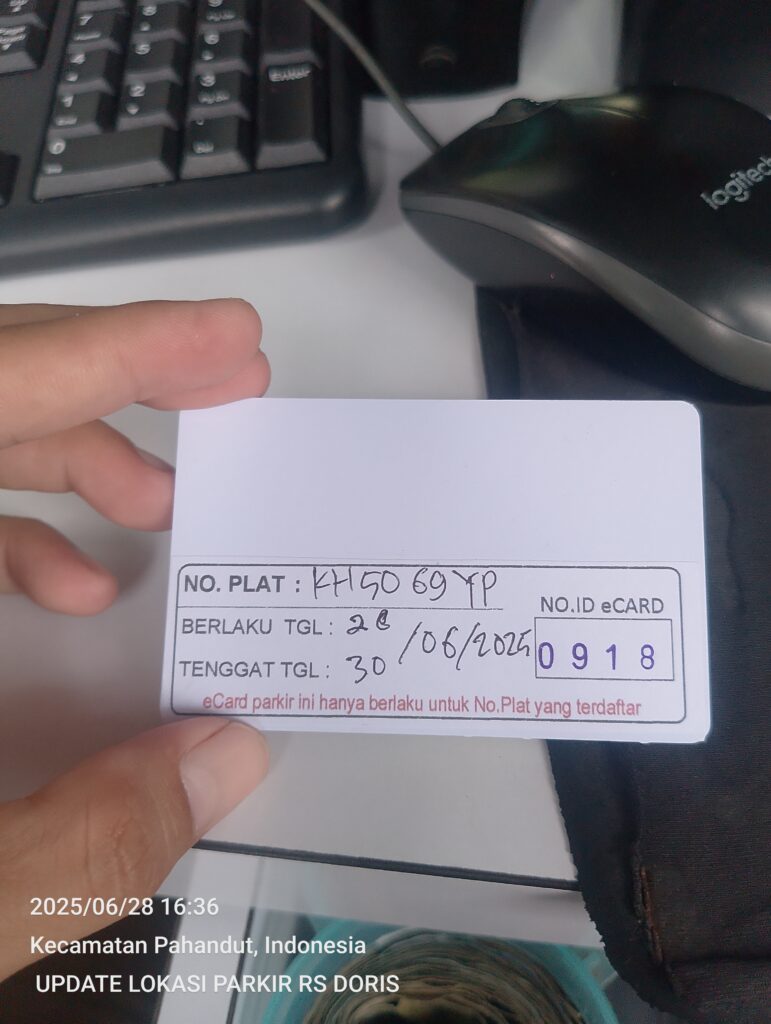 Enter
logitech
NO. PLAT : KH 5069 YP
NO.ID eCARD
BERLAKU TGL : 28
/06/2025
0918
TENGGAT TGL : 30
eCard parkir ini hanya berlaku untuk No.Plat yang terdaftar
2025/06/28 16:36
Kecamatan Pahandut, Indonesia
UPDATE LOKASI PARKIR RS DORIS